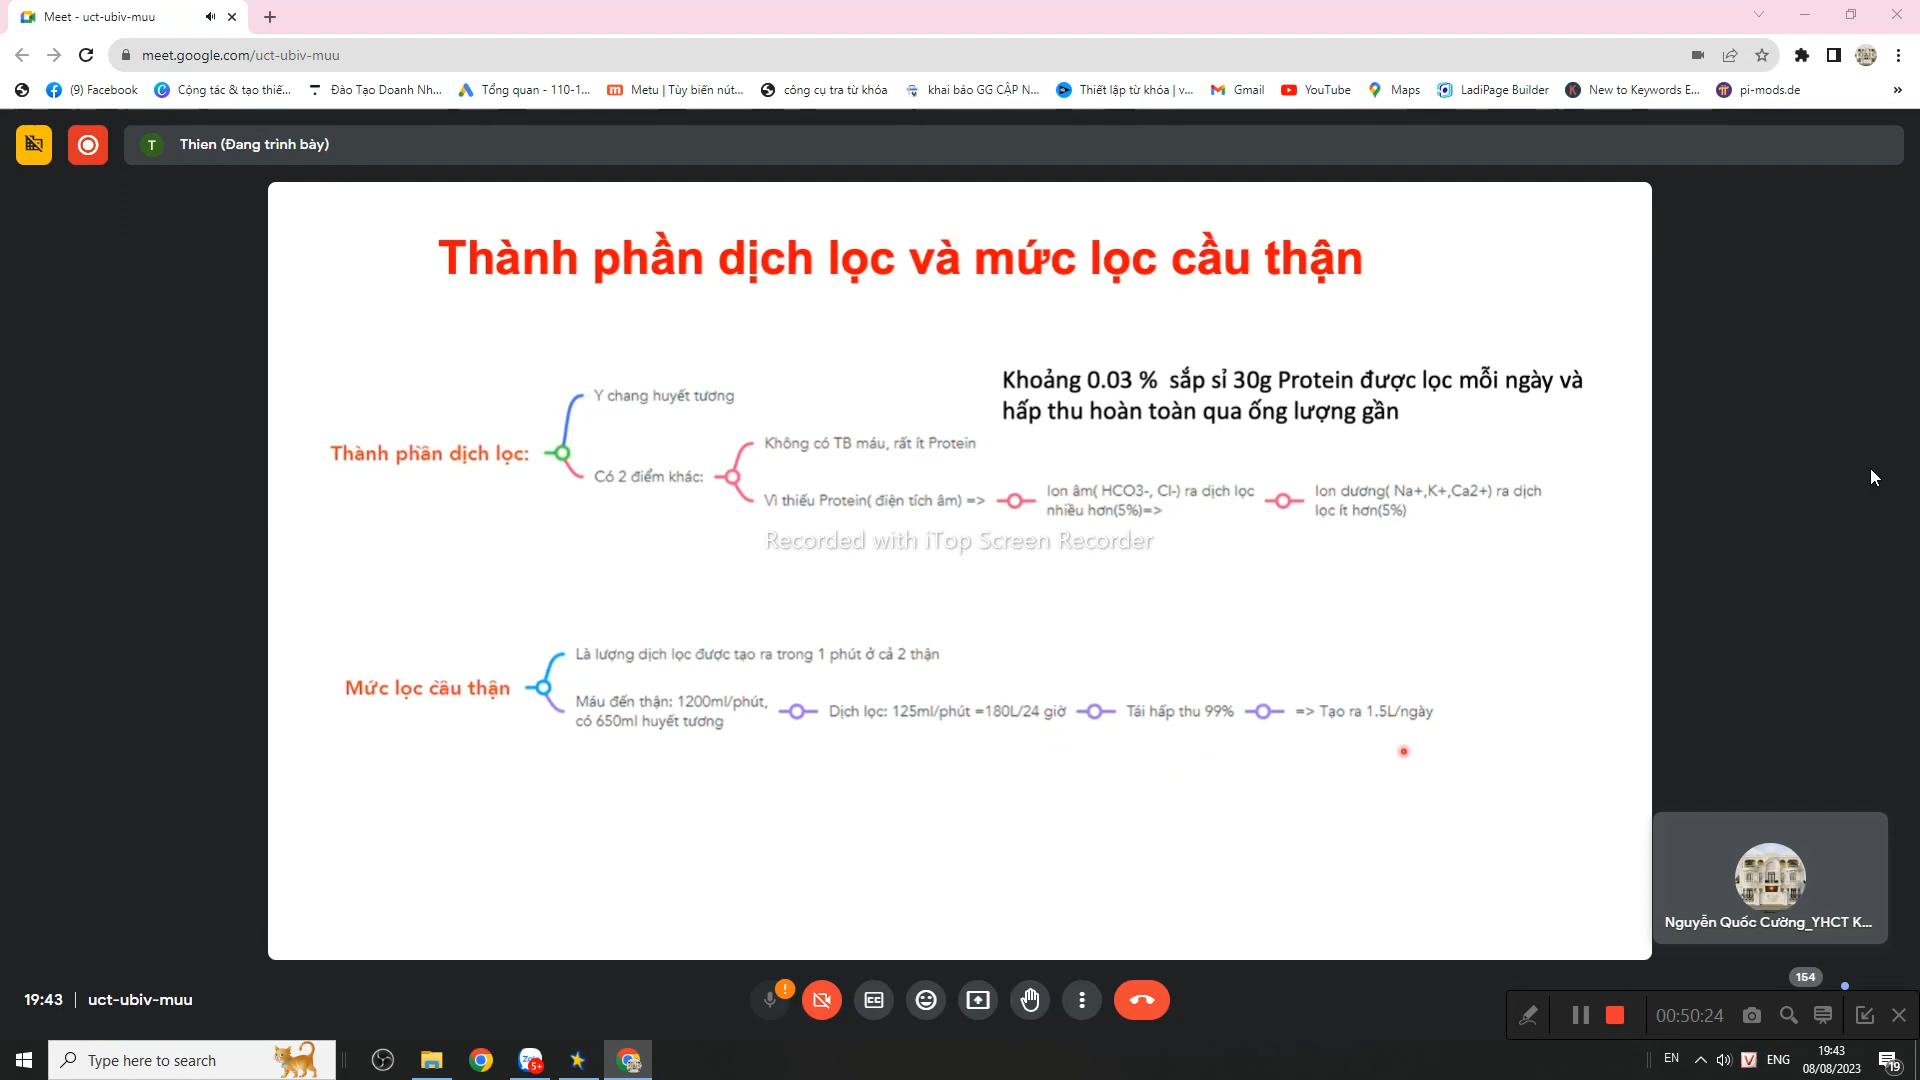 Meet - uct-ubiv-muu
meet.google.com/uct-ubiv-muu
(9) Facebook
Cộng tác & tạo thiế...
Đào Tạo Doanh Nh...
Tổng quan - 110-1...
Metu | Tùy biến nút...
công cụ tra từ khóa
khai báo GG CẬP N...
Thiết lập từ khóa | v...
Gmail
YouTube
Maps
LadiPage Builder
New to Keywords E...
pi-mods.de
»
T
Thien (Đang trình bày)
Thành phần dịch lọc và mức lọc cầu thận
Khoảng 0.03 % sắp sỉ 30g Protein được lọc mỗi ngày và
hấp thu hoàn toàn qua ống lượng gần
Thành phần dịch lọc:
Y chang huyết tương
Có 2 điểm khác:
Không có TB máu, rất ít Protein
Vì thiếu Protein( điện tích âm) =>
Ion âm( HCO3-, Cl-) ra dịch lọc
nhiều hơn(5%)=>
Ion dương( Na+,K+,Ca2+) ra dịch
lọc ít hơn(5%)
Recorded with iTop Screen Recorder
Mức lọc cầu thận
Là lượng dịch lọc được tạo ra trong 1 phút ở cả 2 thận
Máu đến thận: 1200ml/phút,
có 650ml huyết tương
Dịch lọc: 125ml/phút =180L/24 giờ
Tái hấp thu 99%
=> Tạo ra 1.5L/ngày
Nguyễn Quốc Cường_YHCT K...
154
19:43
uct-ubiv-muu
00:50:24
Type here to search
Zalo
5+
EN
V
ENG
19:43
08/08/2023
19